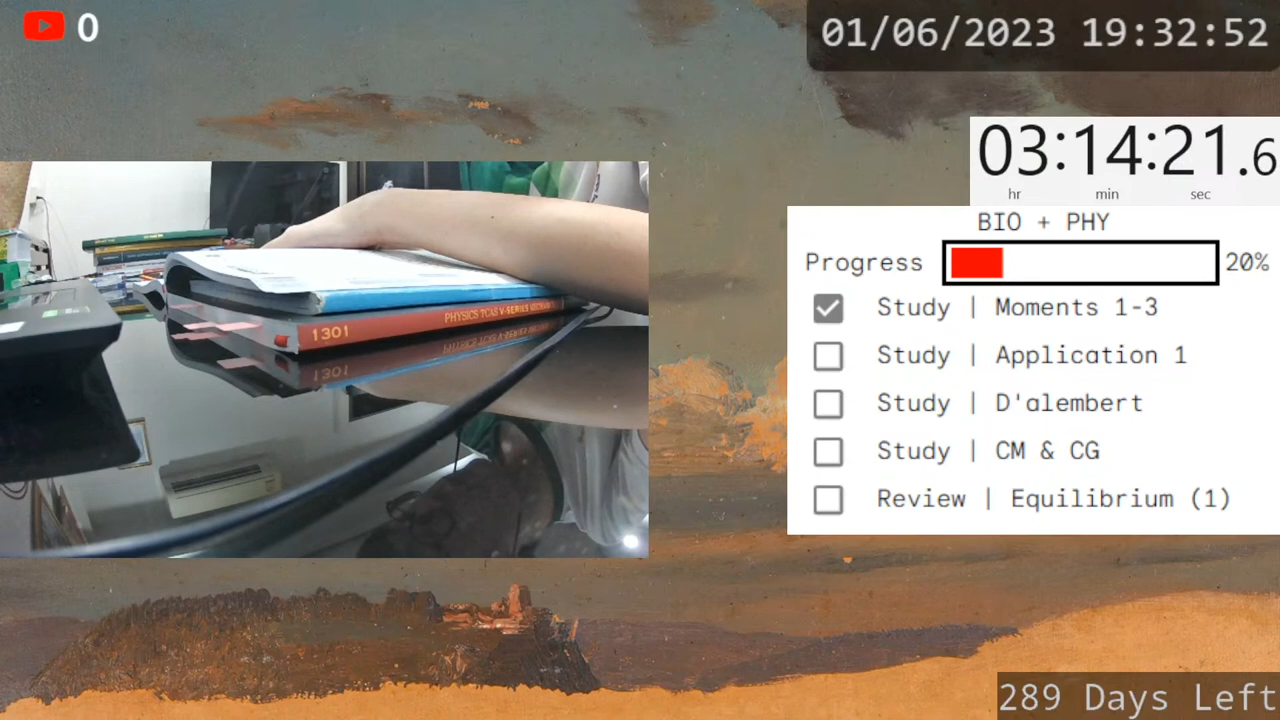 0
01/06/2023 19:32:52
03:14:21.6
hr min sec
BIO + PHY
Progress 20%
Study | Moments 1-3
Study | Application 1
Study | D'alembert
Study | CM & CG
Review | Equilibrium (1)
1301 PHYSICS TCAS V-SERIES
289 Days Left